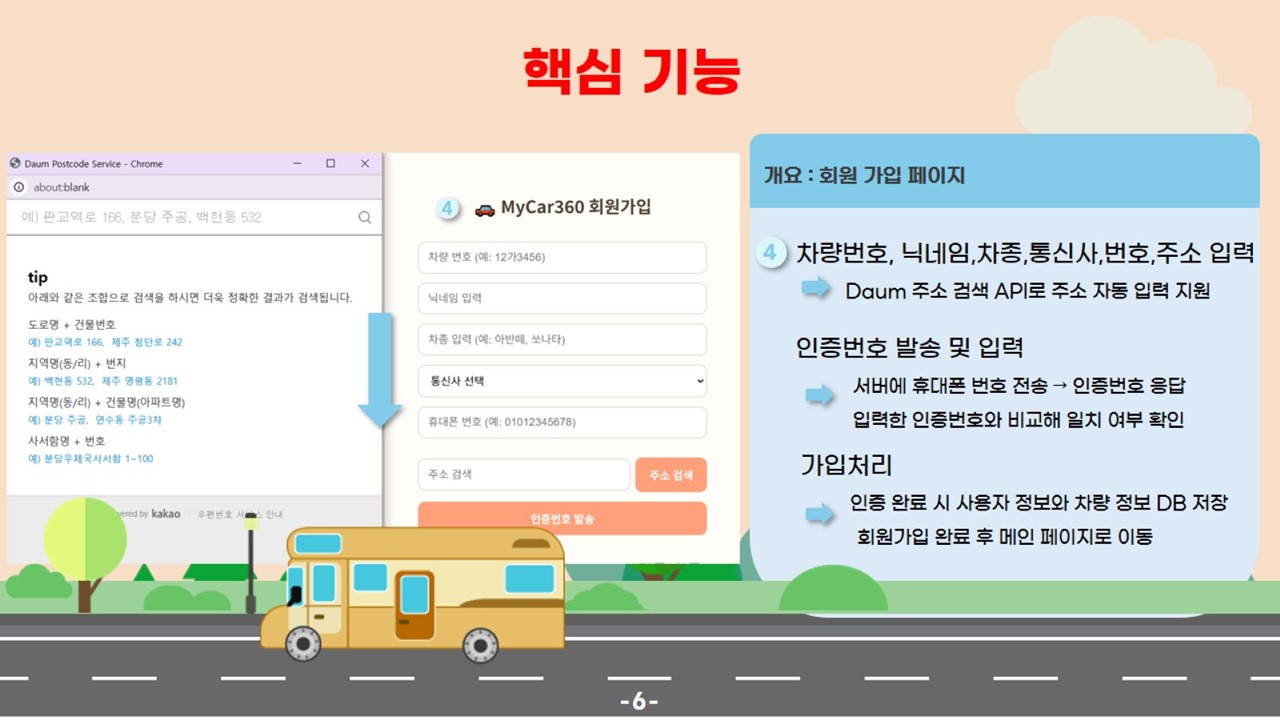 핵심 기능
Daum Postcode Service - Chrome
about:blank
예) 판교역로 166, 분당 주공, 백현동 532
tip
아래와 같은 조합으로 검색을 하시면 더욱 정확한 결과가 검색됩니다.
도로명 + 건물번호
예) 판교역로 166, 제주 첨단로 242
지역명(동/리) + 번지
예) 백현동 532, 제주 영평동 2181
지역명(동/리) + 건물명(아파트명)
예) 분당 주공, 연수동 주공3차
사서함명 + 번호
예) 분당우체국사서함 1~100
kakao 우편번호 안내
4 MyCar360 회원가입
차량 번호 (예: 12가3456)
닉네임 입력
차종 입력 (예: 아반떼, 쏘나타)
통신사 선택
휴대폰 번호 (예: 01012345678)
주소 검색 주소 검색
인증번호 발송
개요 : 회원 가입 페이지
4 차량번호, 닉네임,차종,통신사,번호,주소 입력
Daum 주소 검색 API로 주소 자동 입력 지원
인증번호 발송 및 입력
서버에 휴대폰 번호 전송 → 인증번호 응답
입력한 인증번호와 비교해 일치 여부 확인
가입처리
인증 완료 시 사용자 정보와 차량 정보 DB 저장
회원가입 완료 후 메인 페이지로 이동
-6-